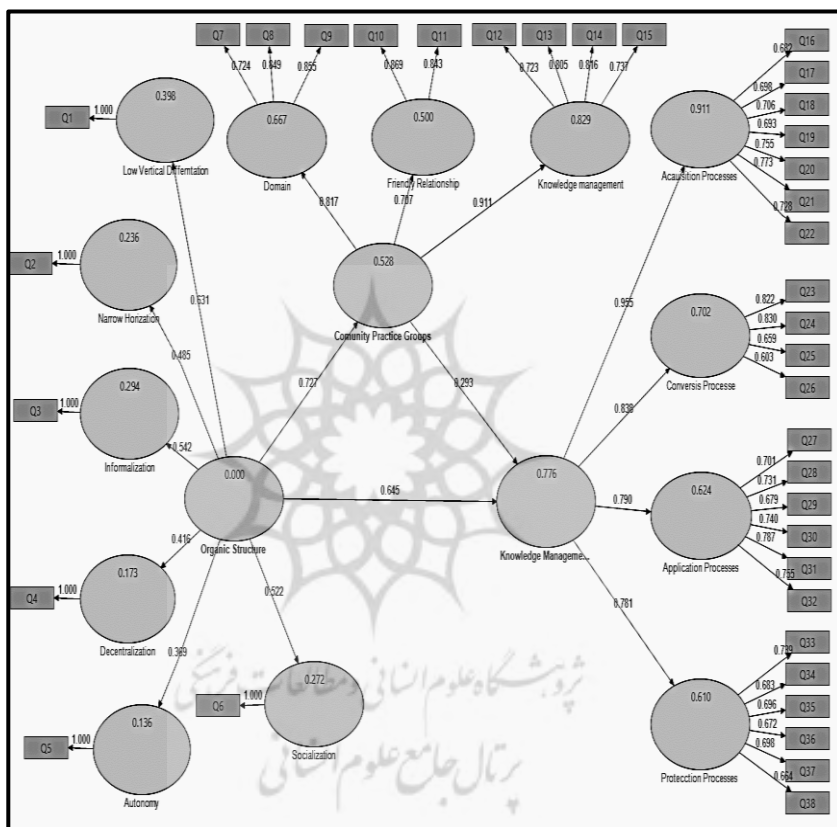 Q7
Q8
Q9
Q10
Q11
Q12
Q13
Q14
Q15
0.724
0.849
0.855
0.869
0.843
0.723
0.805
0.816
0.737
Q1
1.000
0.398
Low Vertical Differntation
0.667
Domain
0.500
Friendly Relationship
0.829
Knowledge management
0.911
Acquisition Processes
0.682
0.698
0.706
0.693
0.755
0.773
0.728
Q16
Q17
Q18
Q19
Q20
Q21
Q22
0.817
0.707
0.911
Q2
1.000
0.236
Narrow Horization
0.631
0.485
0.528
Comunity Practice Groups
0.955
0.702
Conversis Processe
0.822
0.830
0.659
0.603
Q23
Q24
Q25
Q26
Q3
1.000
0.294
Informalization
0.542
0.727
0.293
0.838
0.000
Organic Structure
0.645
0.776
Knowledge Manageme...
0.790
0.624
Application Processes
0.701
0.731
0.679
0.740
0.787
0.755
Q27
Q28
Q29
Q30
Q31
Q32
0.416
0.522
0.781
Q4
1.000
0.173
Decentralization
0.369
Q6
1.000
0.272
Socialization
0.610
Protecction Processes
0.739
0.683
0.696
0.672
0.698
0.664
Q33
Q34
Q35
Q36
Q37
Q38
Q5
1.000
0.136
Autonomy
پژوهشگاه علوم انسانی و مطالعات فرهنگی
پرتال جامع علوم انسانی